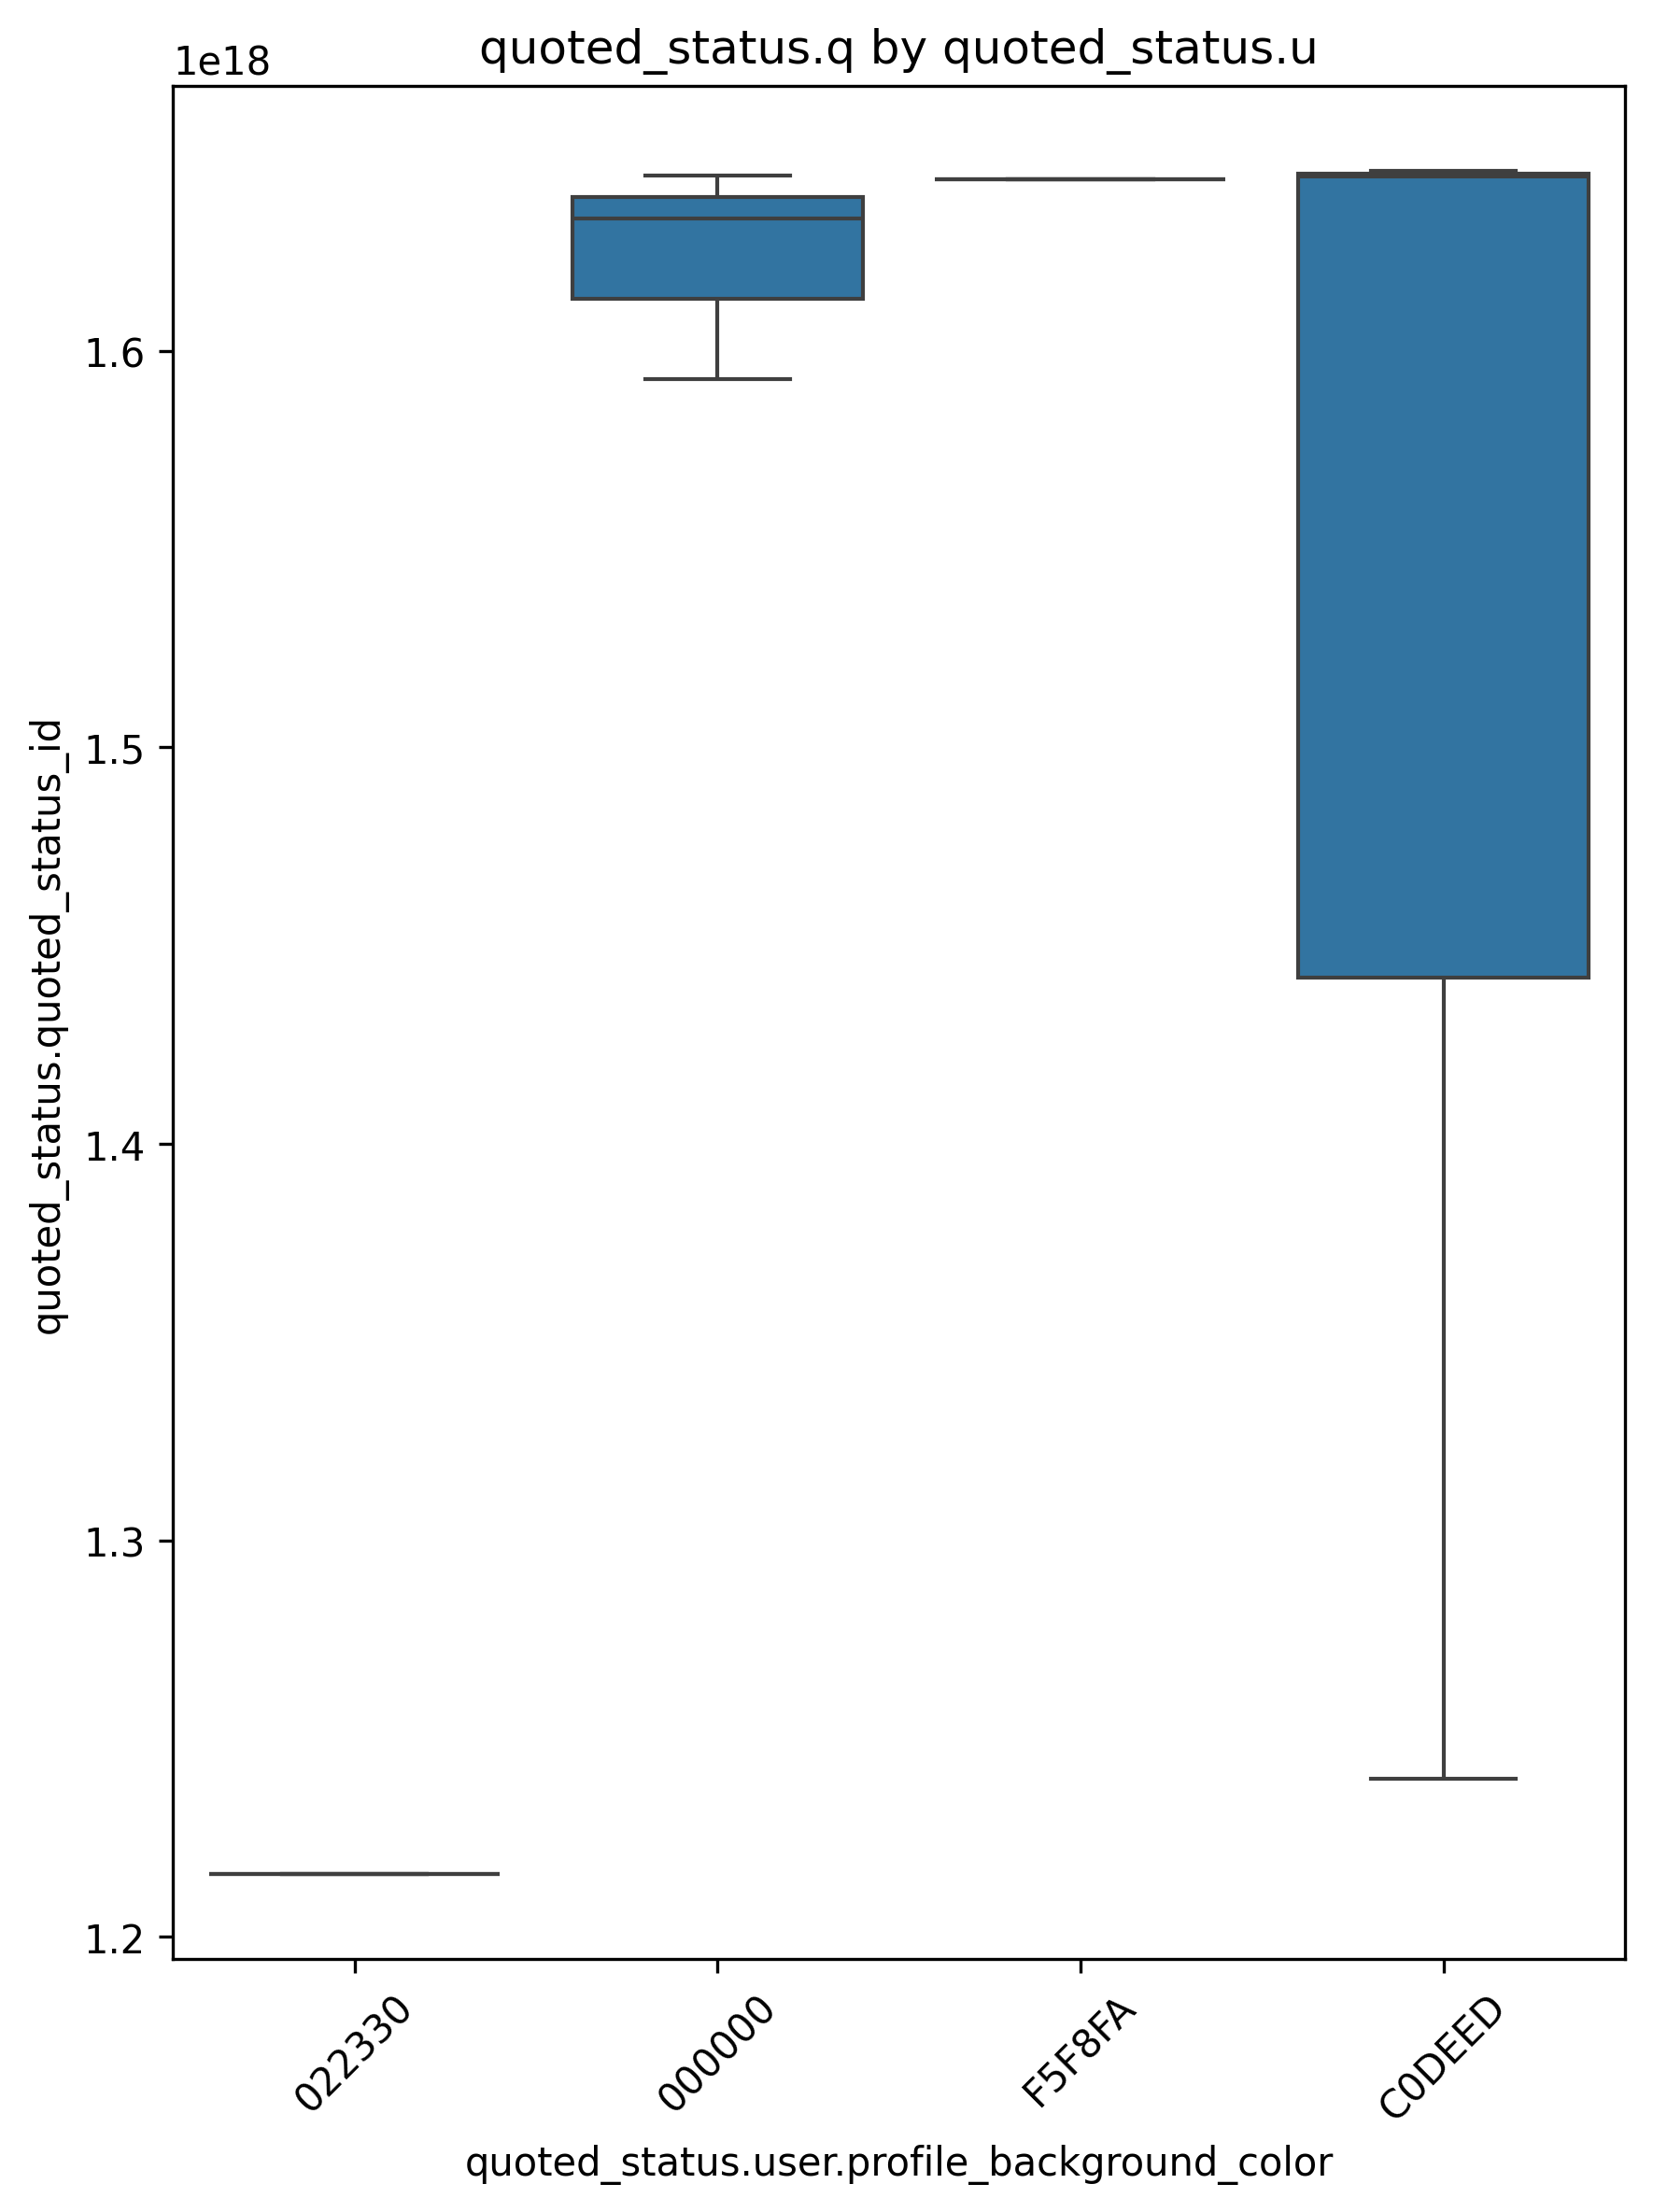 quoted_status.q by quoted_status.u
1e18
1.6
1.5
1.4
1.3
1.2
quoted_status.quoted_status_id
022330
000000
F5F8FA
C0DEED
quoted_status.user.profile_background_color